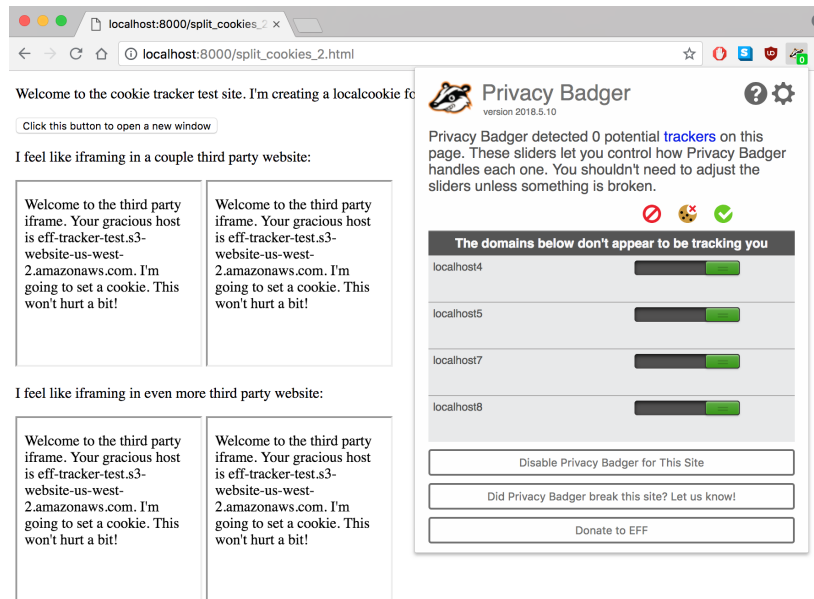 localhost:8000/split_cookies_2
localhost:8000/split_cookies_2.html
0
Welcome to the cookie tracker test site. I'm creating a localcookie fo
Click this button to open a new window
I feel like iframing in a couple third party website:
Welcome to the third party
iframe. Your gracious host
is eff-tracker-test.s3-
website-us-west-
2.amazonaws.com. I'm
going to set a cookie. This
won't hurt a bit!
Welcome to the third party
iframe. Your gracious host
is eff-tracker-test.s3-
website-us-west-
2.amazonaws.com. I'm
going to set a cookie. This
won't hurt a bit!
I feel like iframing in even more third party website:
Welcome to the third party
iframe. Your gracious host
is eff-tracker-test.s3-
website-us-west-
2.amazonaws.com. I'm
going to set a cookie. This
won't hurt a bit!
Welcome to the third party
iframe. Your gracious host
is eff-tracker-test.s3-
website-us-west-
2.amazonaws.com. I'm
going to set a cookie. This
won't hurt a bit!
Privacy Badger
version 2018.5.10
Privacy Badger detected 0 potential trackers on this
page. These sliders let you control how Privacy Badger
handles each one. You shouldn't need to adjust the
sliders unless something is broken.
The domains below don't appear to be tracking you
localhost4
localhost5
localhost7
localhost8
Disable Privacy Badger for This Site
Did Privacy Badger break this site? Let us know!
Donate to EFF